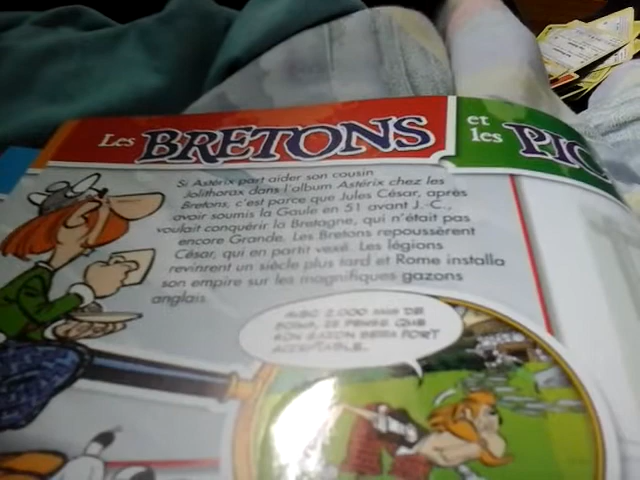 Les BRETONS
et les PIC
Si Astérix part aider son cousin
Jolitorax dans l'album Astérix chez les
Bretons, c'est parce que Jules César, après
avoir soumis la Gaule en 51 avant J.-C.,
voulait conquérir la Bretagne, qui n'était pas
encore Grande. Les Bretons repoussèrent
César, qui en partit vexé. Les légions
revinrent un siècle plus tard et Rome installa
son empire sur les magnifiques gazons
anglais.
AVEC 2.000 ANS DE
SOINS, JE PENSE QUE
MON GAZON SERA FORT
ACCEPTABLE.